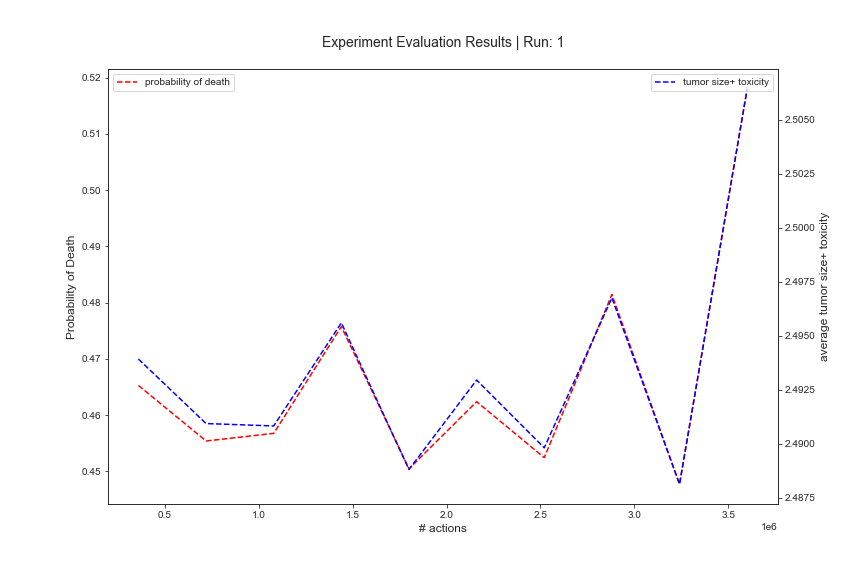 Experiment Evaluation Results | Run: 1
probability of death
tumor size+ toxicity
0.52
0.51
0.50
0.49
0.48
0.47
0.46
0.45
Probability of Death
2.5050
2.5025
2.5000
2.4975
2.4950
2.4925
2.4900
2.4875
average tumor size+ toxicity
0.5 1.0 1.5 2.0 2.5 3.0 3.5
1e6
# actions